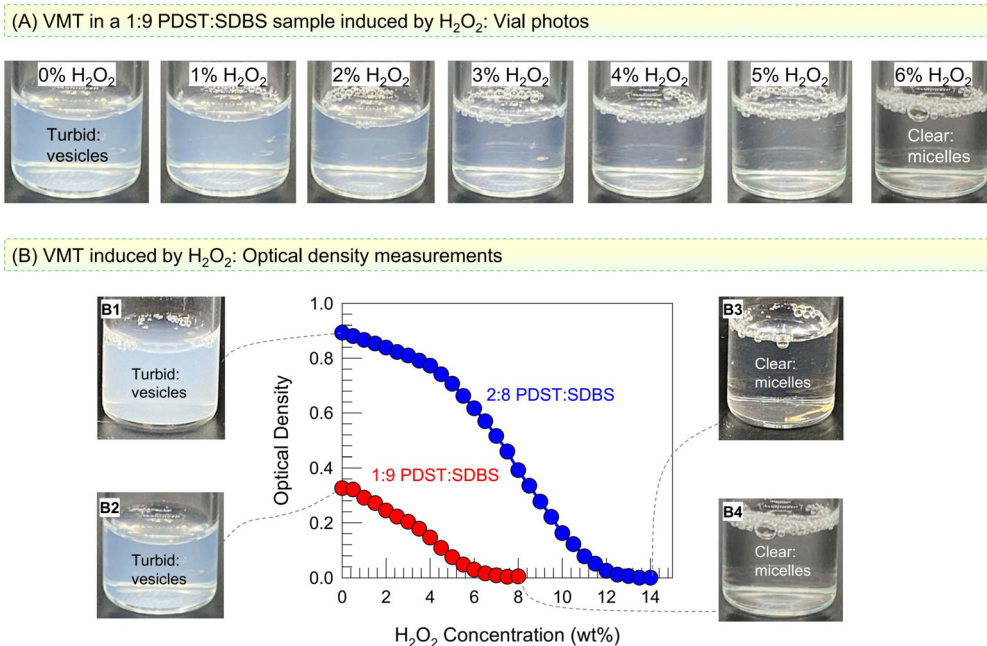 (A) VMT in a 1:9 PDST:SDBS sample induced by H₂O₂: Vial photos
0% H₂O₂
1% H₂O₂
2% H₂O₂
3% H₂O₂
4% H₂O₂
5% H₂O₂
6% H₂O₂
Turbid:
vesicles
Clear:
micelles
(B) VMT induced by H₂O₂: Optical density measurements
B1
Turbid:
vesicles
B2
Turbid:
vesicles
Optical Density
1.0
0.8
0.6
0.4
0.2
0.0
2:8 PDST:SDBS
1:9 PDST:SDBS
0 2 4 6 8 10 12 14
H₂O₂ Concentration (wt%)
B3
Clear:
micelles
B4
Clear:
micelles